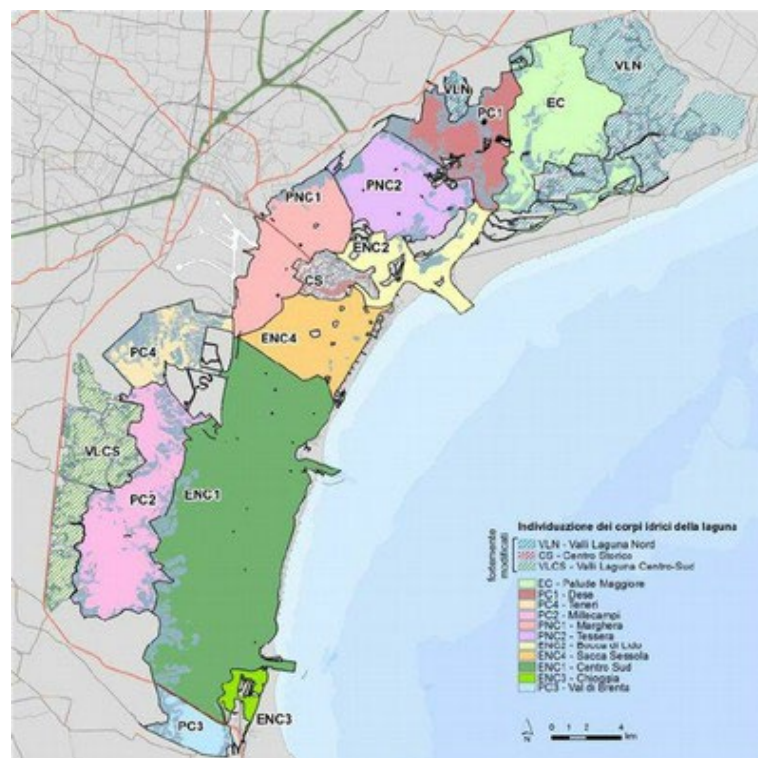 VLN
VLN
EC
PC1
PNC2
PNC1
ENC2
CS
ENC4
PC4
VLCS
PC2
ENC1
PC3
ENC3
Individuazione dei corpi idrici della laguna
fortemente
modificati
VLN - Valli Laguna Nord
CS - Centro Storico
VLCS - Valli Laguna Centro-Sud
EC - Palude Maggiore
PC1 - Dese
PC4 - Teneri
PC2 - Millecampi
PNC1 - Marghera
PNC2 - Tessera
ENC2 - Bocca di Lido
ENC4 - Sacca Sessola
ENC1 - Centro Sud
ENC3 - Chioggia
PC3 - Val di Brenta
N
0 1 2 4
km